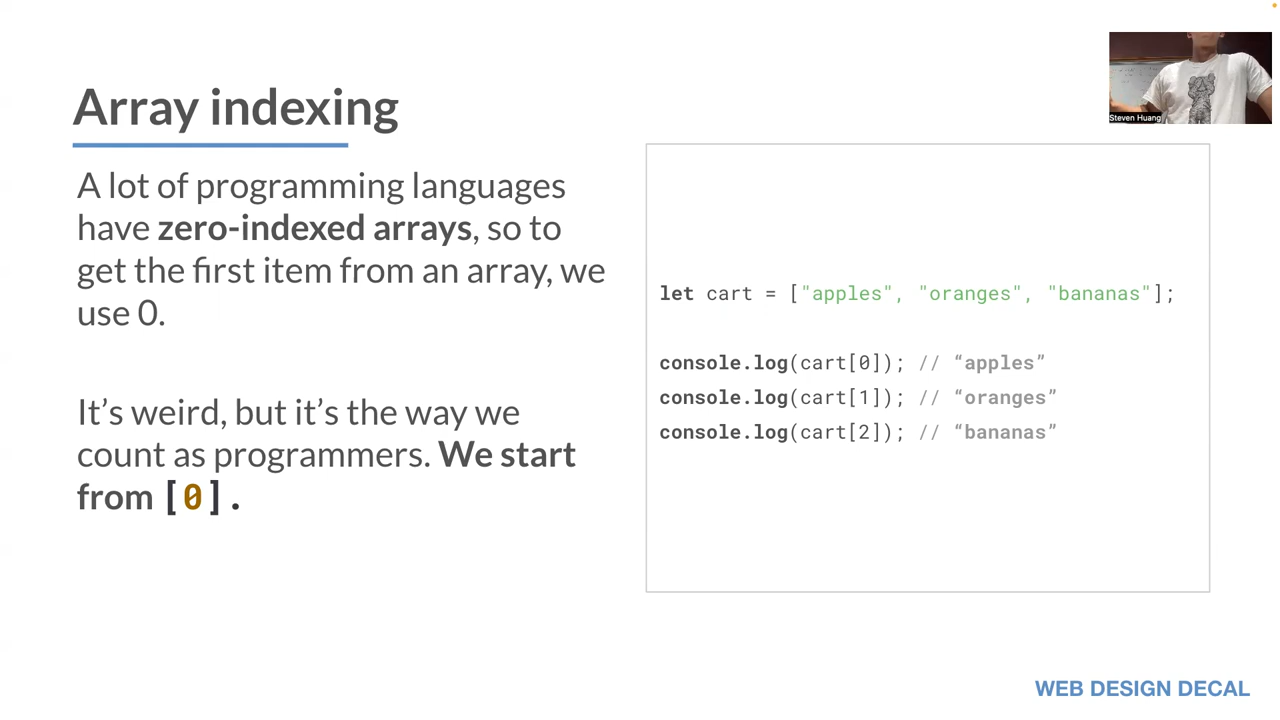 Array indexing
A lot of programming languages
have zero-indexed arrays, so to
get the first item from an array, we
use 0.
It’s weird, but it’s the way we
count as programmers. We start
from [0].
let cart = ["apples", "oranges", "bananas"];
console.log(cart[0]); // “apples”
console.log(cart[1]); // “oranges”
console.log(cart[2]); // “bananas”
Steven Huang
WEB DESIGN DECAL